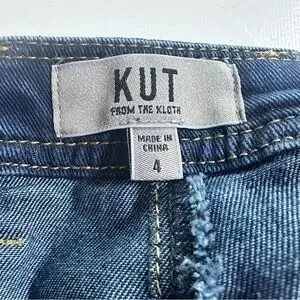 KUT
FROM THE KLOTH
MADE IN
CHINA
4